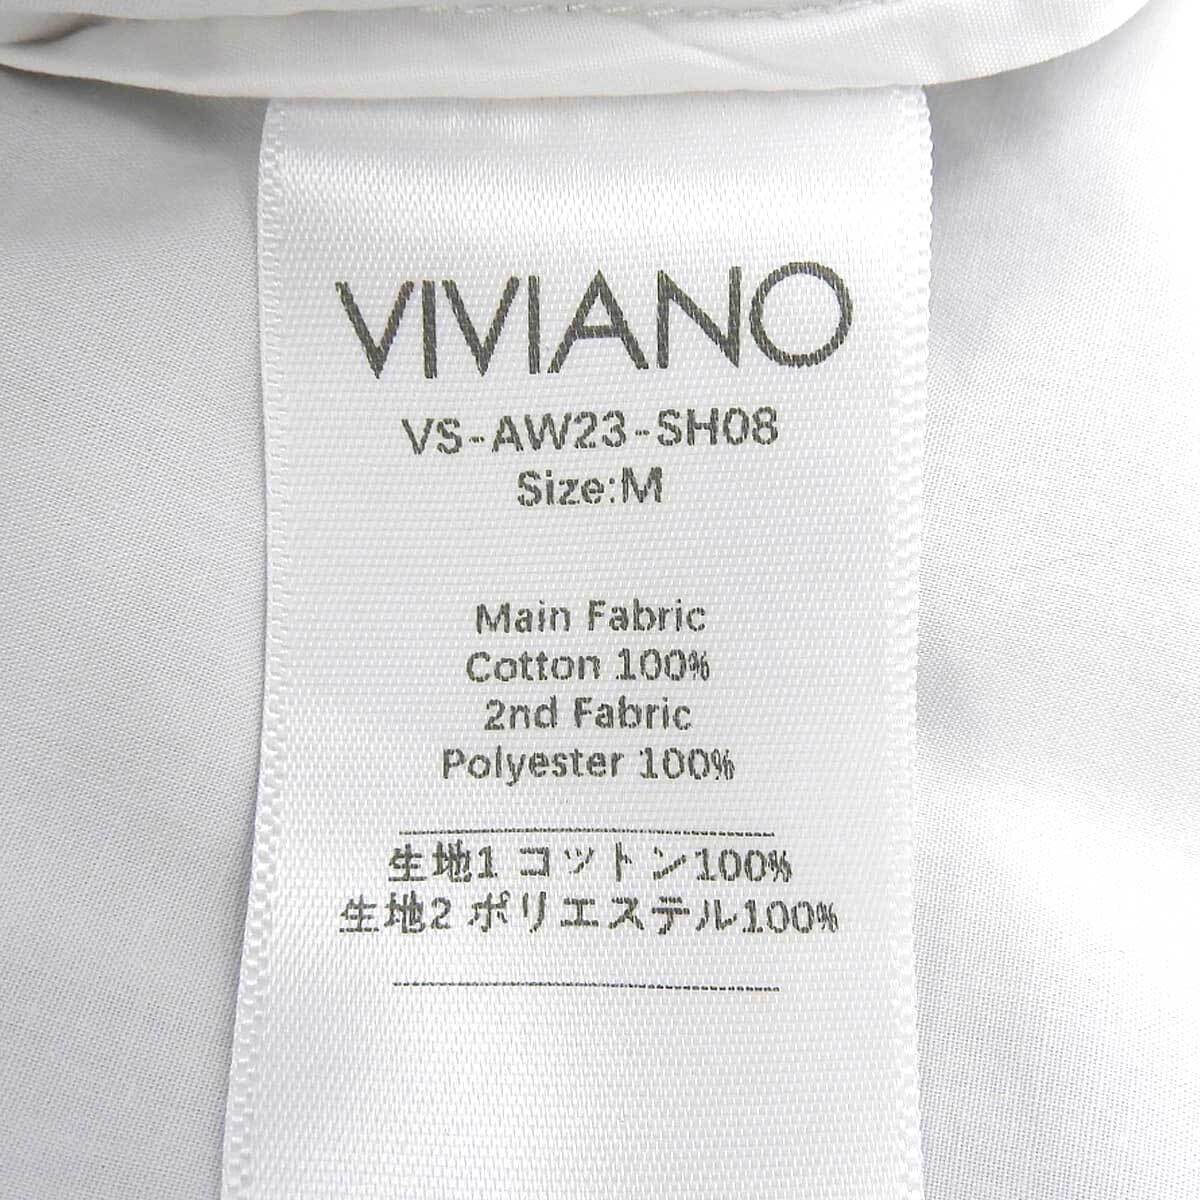 VIVIANO
VS-AW23-SH08
Size:M
Main Fabric
Cotton 100%
2nd Fabric
Polyester 100%
生地1 コットン100%
生地2 ポリエステル100%